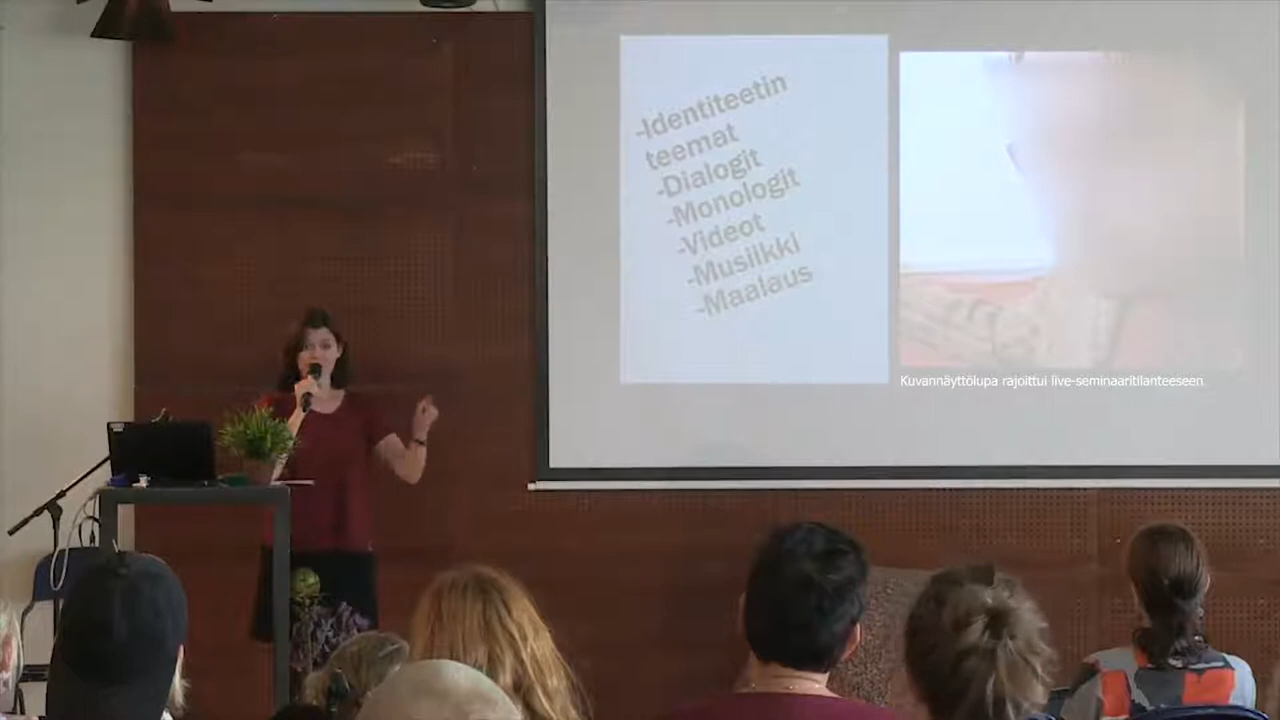 -Identiteetin
teemat
-Dialogit
-Monologit
-Videot
-Musiikki
-Maalaus
Kuvannäyttölupa rajoittui live-seminaaritilanteeseen